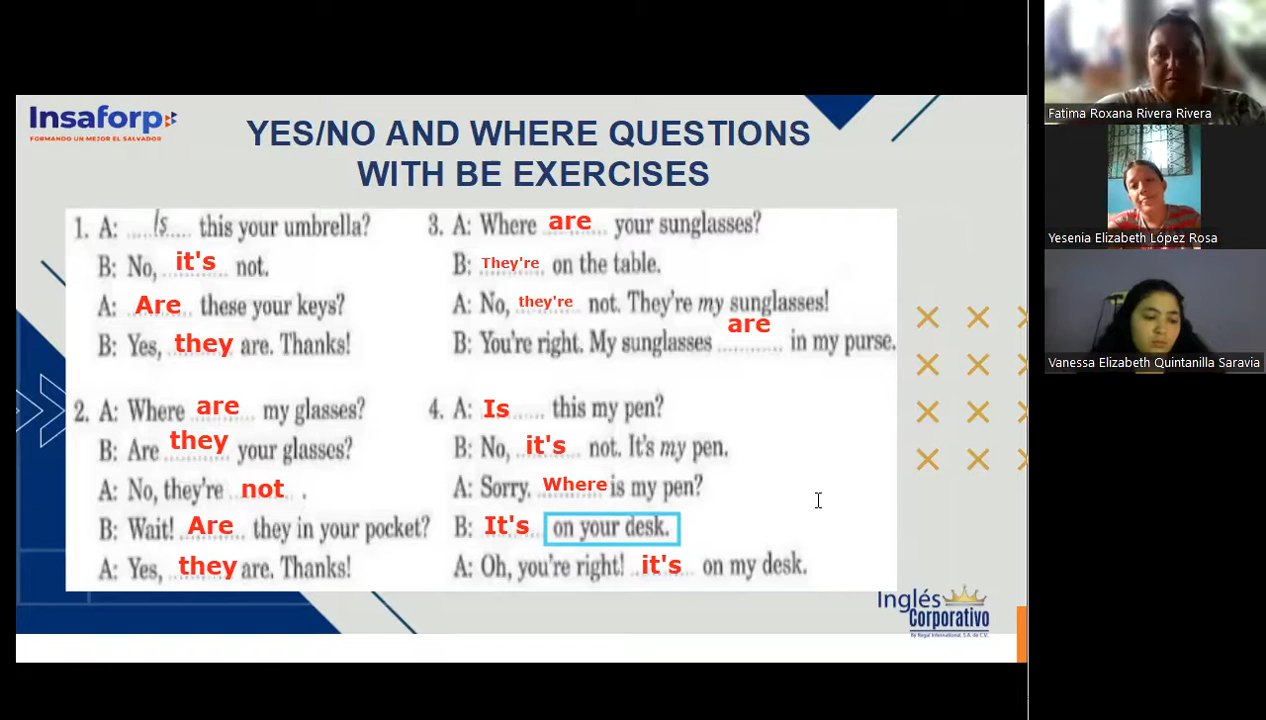 Insaforp
FORMANDO UN MEJOR EL SALVADOR
YES/NO AND WHERE QUESTIONS
WITH BE EXERCISES
1. A: Is this your umbrella?
B: No, it's not.
A: Are these your keys?
B: Yes, they are. Thanks!
2. A: Where are my glasses?
B: Are they your glasses?
A: No, they're not.
B: Wait! Are they in your pocket?
A: Yes, they are. Thanks!
3. A: Where are your sunglasses?
B: They're on the table.
A: No, they're not. They're my sunglasses!
B: You're right. My sunglasses are in my purse.
4. A: Is this my pen?
B: No, it's not. It's my pen.
A: Sorry. Where is my pen?
B: It's on your desk.
A: Oh, you're right! it's on my desk.
Inglés
Corporativo
By Regal International, S.A. de C.V.
Fatima Roxana Rivera Rivera
Yesenia Elizabeth López Rosa
Vanessa Elizabeth Quintanilla Saravia